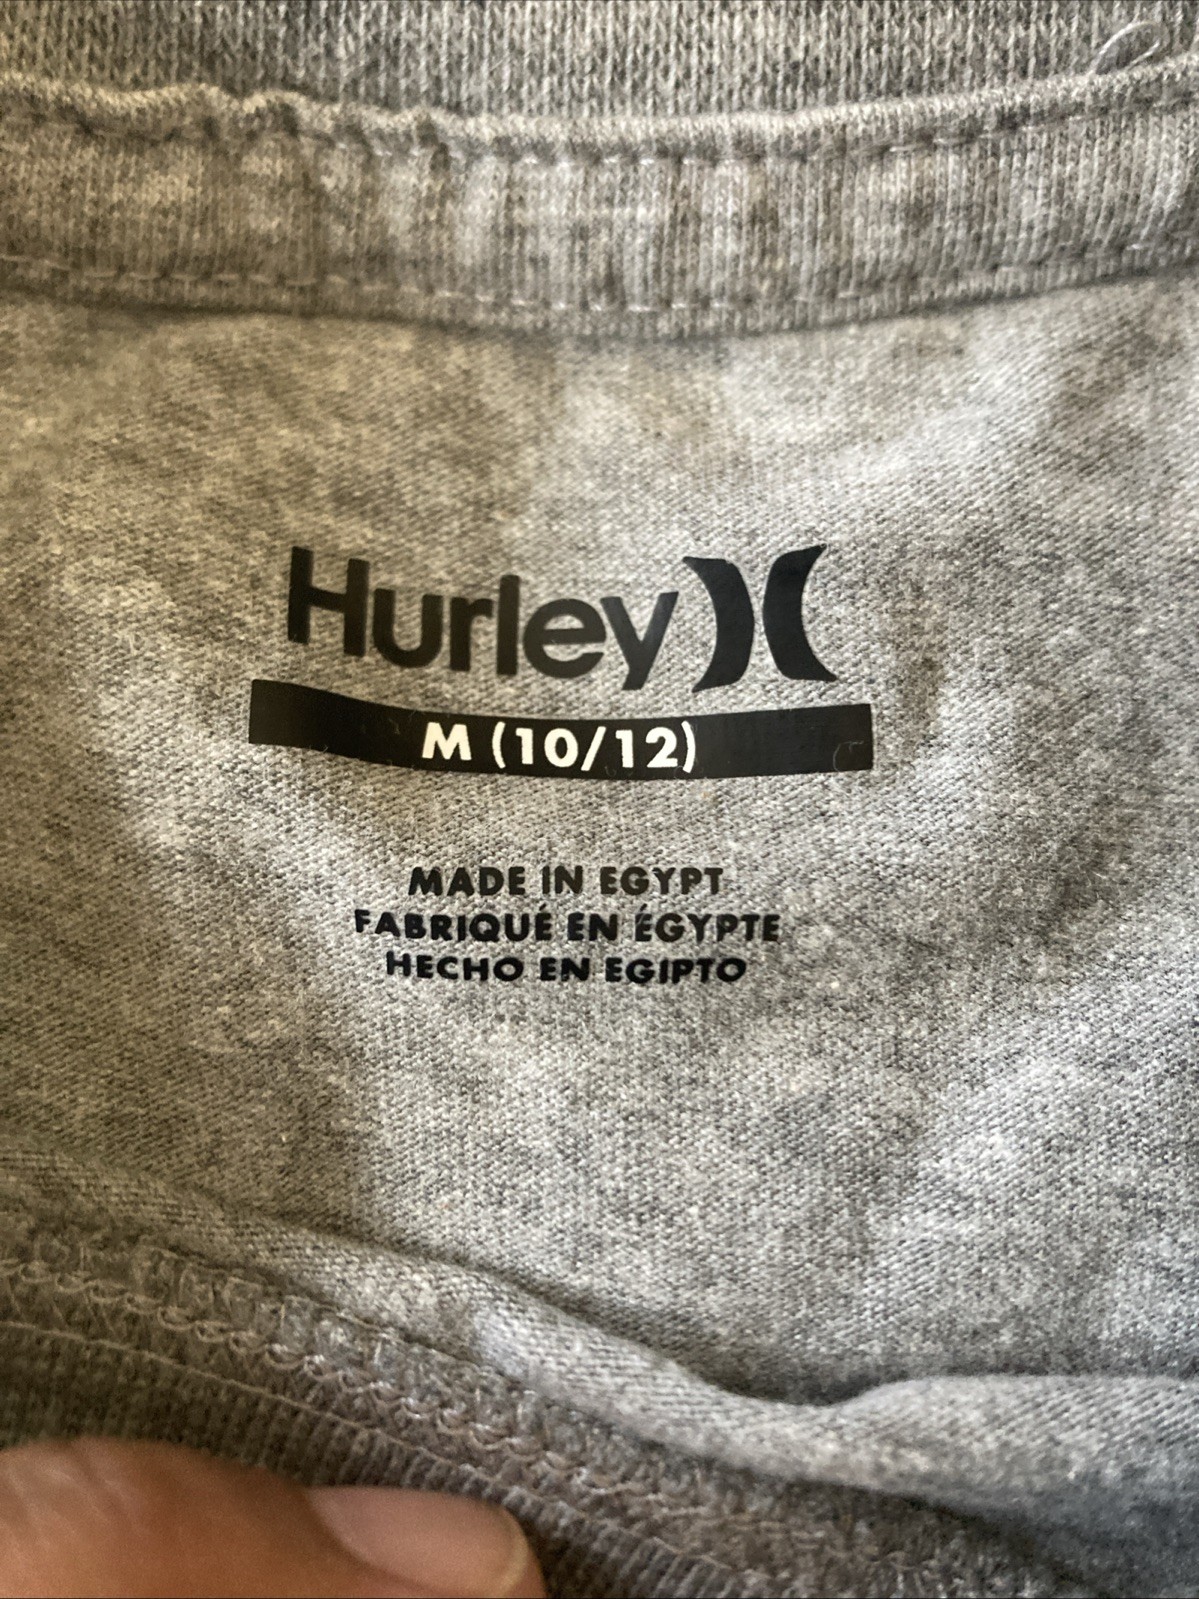 Hurley
M (10/12)
MADE IN EGYPT
FABRIQUÉ EN ÉGYPTE
HECHO EN EGIPTO